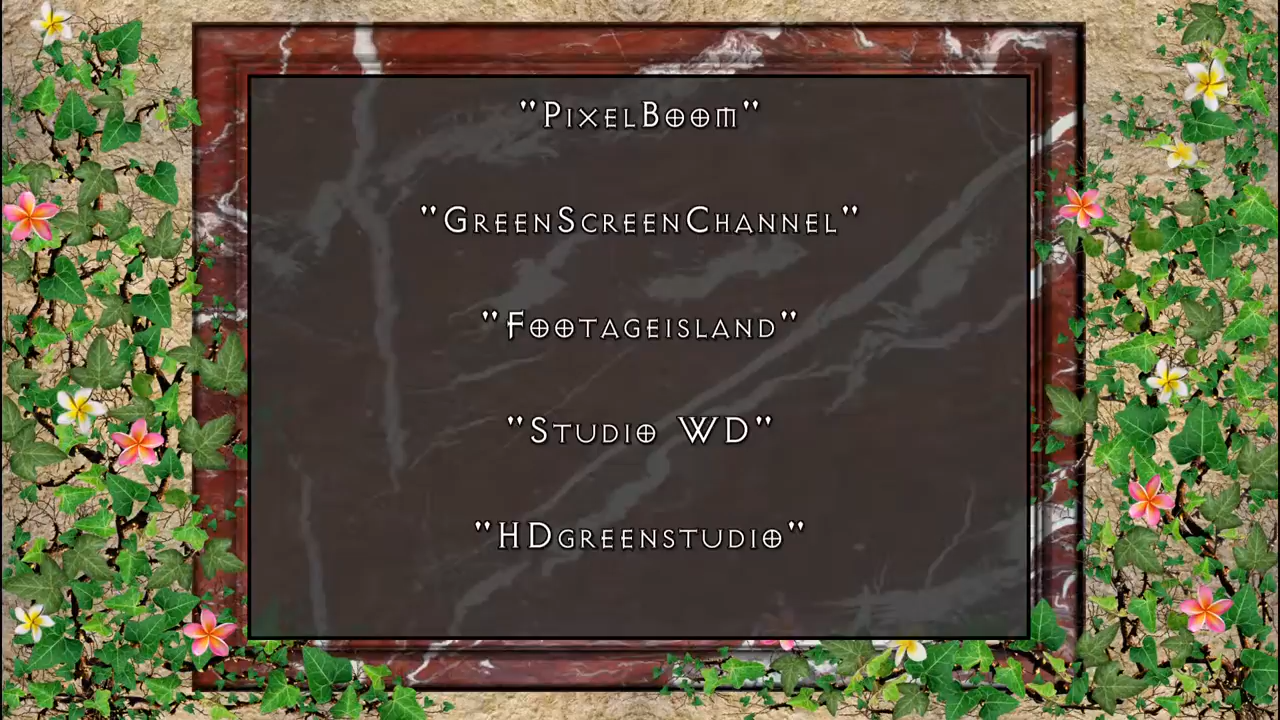 "PixelBoom"
"GreenScreenChannel"
"Footageisland"
"Studio WD"
"HDgreenstudio"